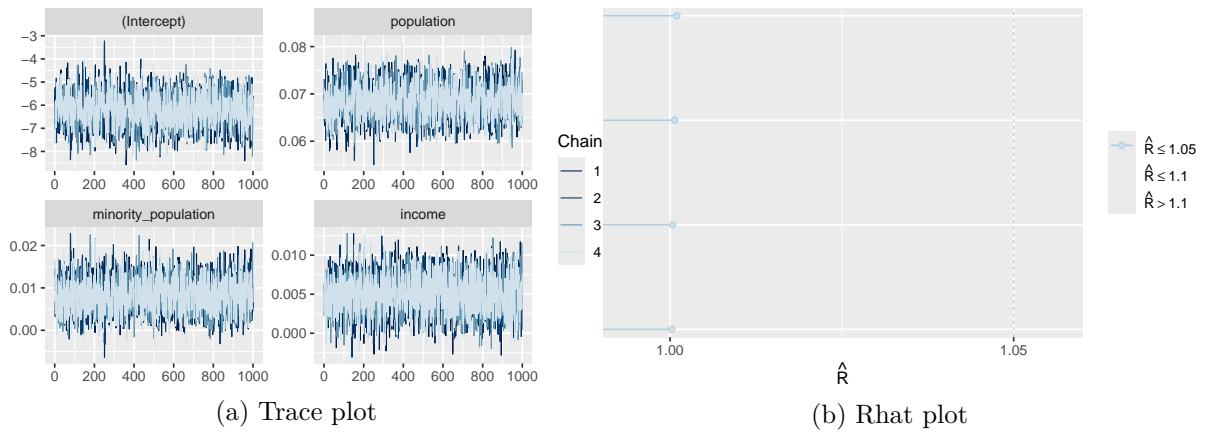 (Intercept)
population
−3
−4
−5
−6
−7
−8
0.08
0.07
0.06
0 200 400 600 800 1000
0 200 400 600 800 1000
minority_population
income
0.02
0.01
0.00
0.010
0.005
0.000
0 200 400 600 800 1000
0 200 400 600 800 1000
Chain
1
2
3
4
(a) Trace plot
1.00 1.05
R̂
R̂ ≤ 1.05
R̂ ≤ 1.1
R̂ > 1.1
(b) Rhat plot